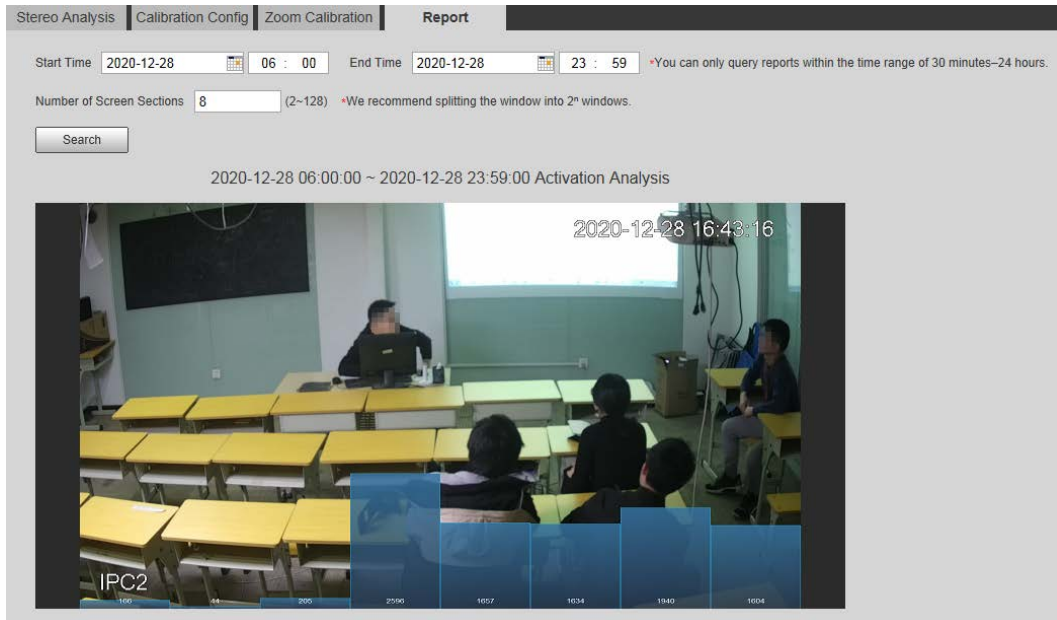 Stereo Analysis Calibration Config Zoom Calibration Report
Start Time 2020-12-28 06 : 00 End Time 2020-12-28 23 : 59 *You can only query reports within the time range of 30 minutes–24 hours.
Number of Screen Sections 8 (2~128) *We recommend splitting the window into 2ⁿ windows.
Search
2020-12-28 06:00:00 ~ 2020-12-28 23:59:00 Activation Analysis
2020-12-28 16:43:16
IPC2
166 44 205 2596 1657 1634 1940 1604